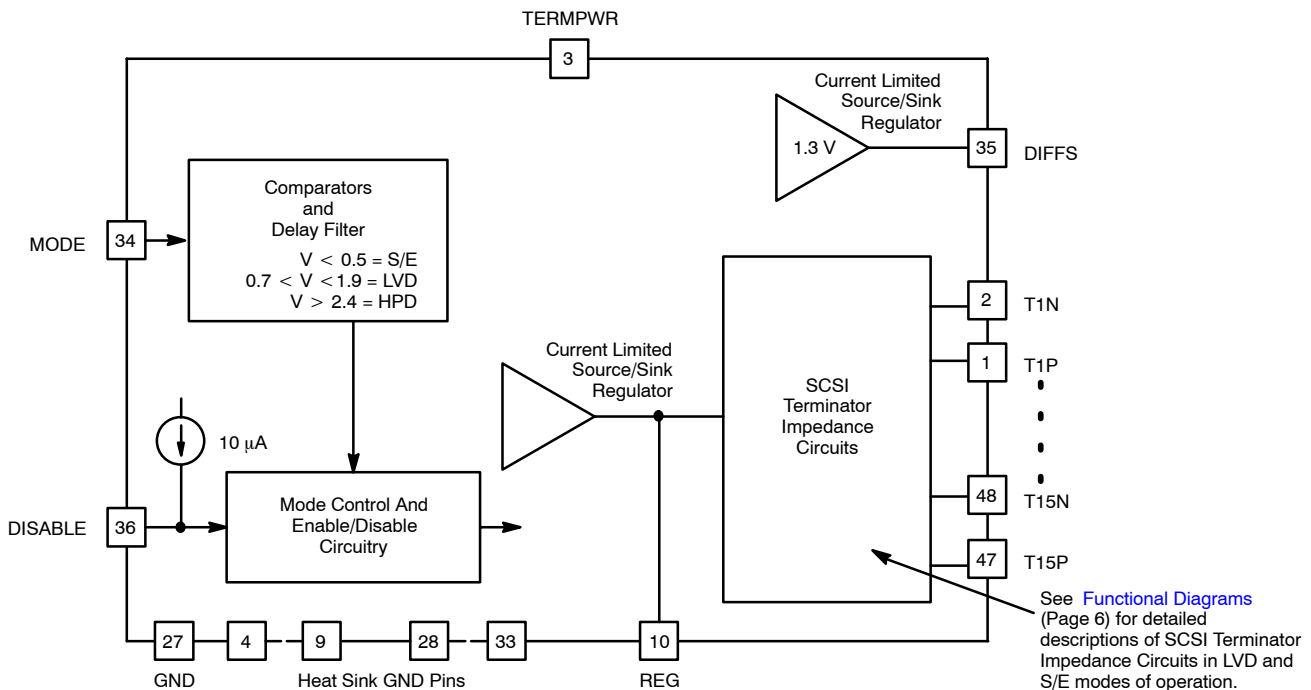 TERMPWR
3
Current Limited
Source/Sink
Regulator
1.3 V
35
DIFFS
Comparators
and
Delay Filter
V < 0.5 = S/E
0.7 < V < 1.9 = LVD
V > 2.4 = HPD
MODE
34
2
T1N
1
T1P
Current Limited
Source/Sink
Regulator
SCSI
Terminator
Impedance
Circuits
10 μA
48
T15N
DISABLE
36
Mode Control And
Enable/Disable
Circuitry
47
T15P
See Functional Diagrams
(Page 6) for detailed
descriptions of SCSI Terminator
Impedance Circuits in LVD and
S/E modes of operation.
27
4
9
28
33
10
GND
Heat Sink GND Pins
REG